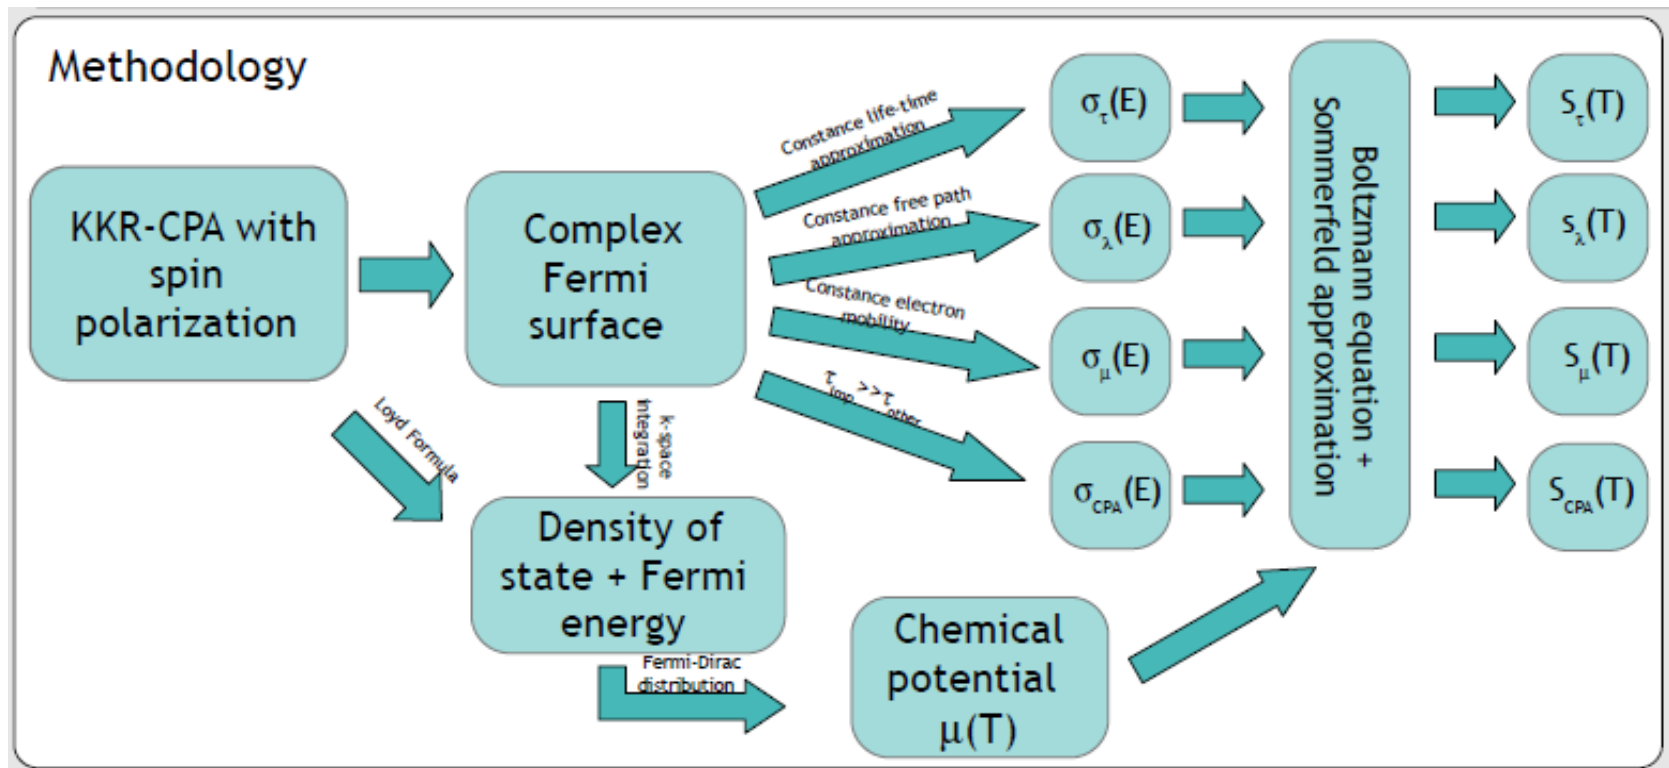 Methodology
KKR-CPA with
spin
polarization
Complex
Fermi
surface
Constance life-time
approximation
Constance free path
approximation
Constance electron
mobility
τimp >>τother
στ(E)
σλ(E)
σμ(E)
σCPA(E)
Boltzmann equation +
Sommerfeld approximation
Sτ(T)
sλ(T)
Sμ(T)
SCPA(T)
Loyd Formula
k-space
integration
Density of
state + Fermi
energy
Fermi-Dirac
distribution
Chemical
potential
μ(T)